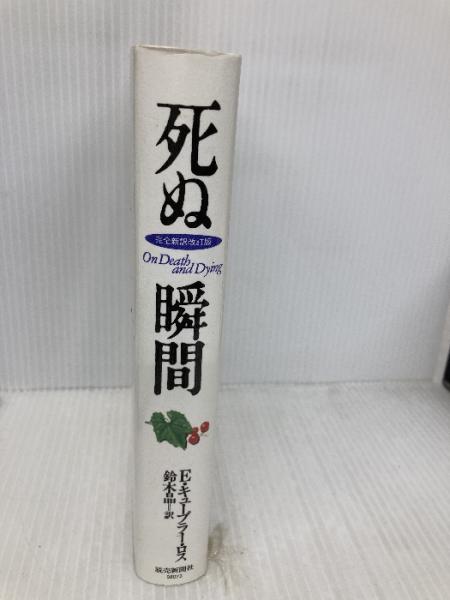 死ぬ
完全新訳改訂版
On Death
and Dying
瞬間
E・キューブラー・ロス
鈴木晶=訳
読売新聞社